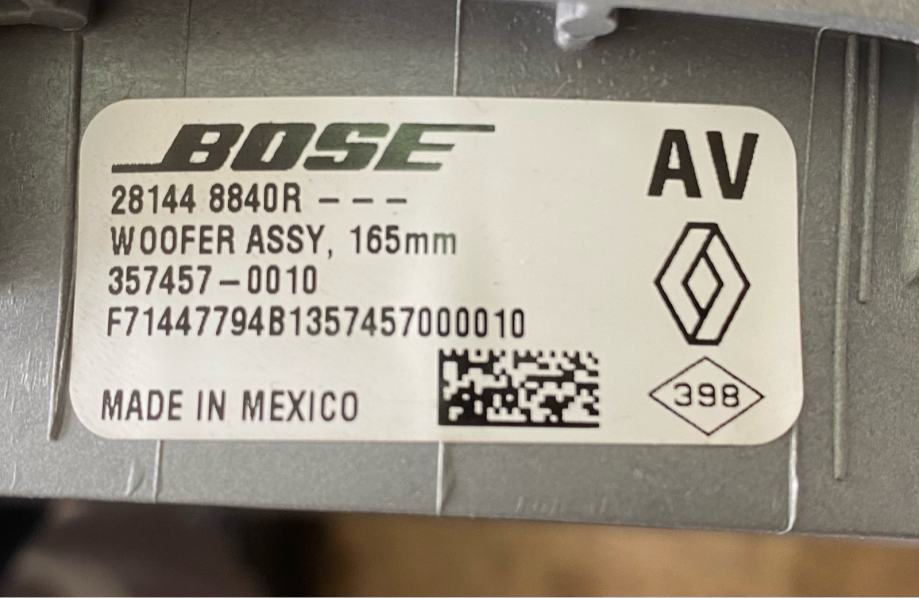 BOSE
AV
28144 8840R ---
WOOFER ASSY, 165mm
357457-0010
F71447794B1357457000010
MADE IN MEXICO
398